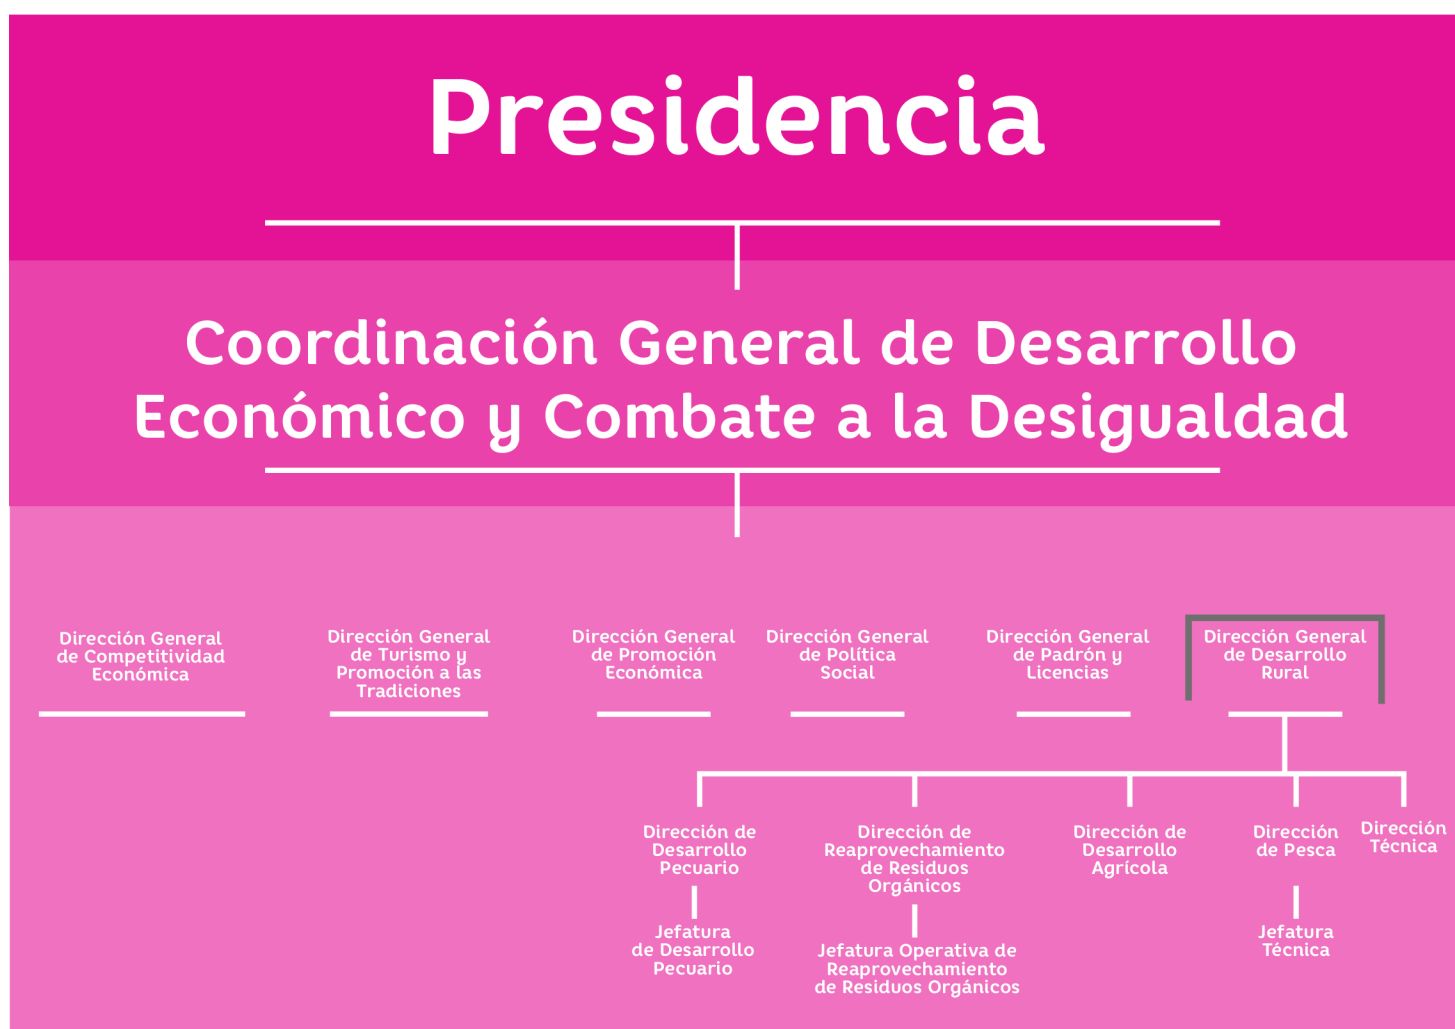 Presidencia
Coordinación General de Desarrollo
Económico y Combate a la Desigualdad
Dirección General
de Competitividad
Económica
Dirección General
de Turismo y
Promoción a las
Tradiciones
Dirección General
de Promoción
Económica
Dirección General
de Política
Social
Dirección General
de Padrón y
Licencias
Dirección General
de Desarrollo
Rural
Dirección de
Desarrollo
Pecuario
Dirección de
Reaprovechamiento
de Residuos
Orgánicos
Dirección de
Desarrollo
Agrícola
Dirección
de Pesca
Dirección
Técnica
Jefatura
de Desarrollo
Pecuario
Jefatura Operativa de
Reaprovechamiento
de Residuos Orgánicos
Jefatura
Técnica